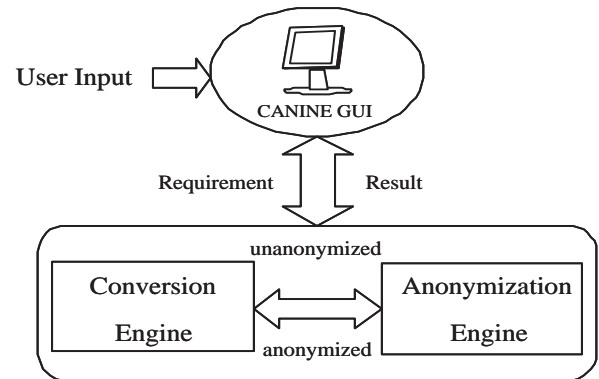 User Input
CANINE GUI
Requirement
Result
unanonymized
Conversion
Engine
Anonymization
Engine
anonymized